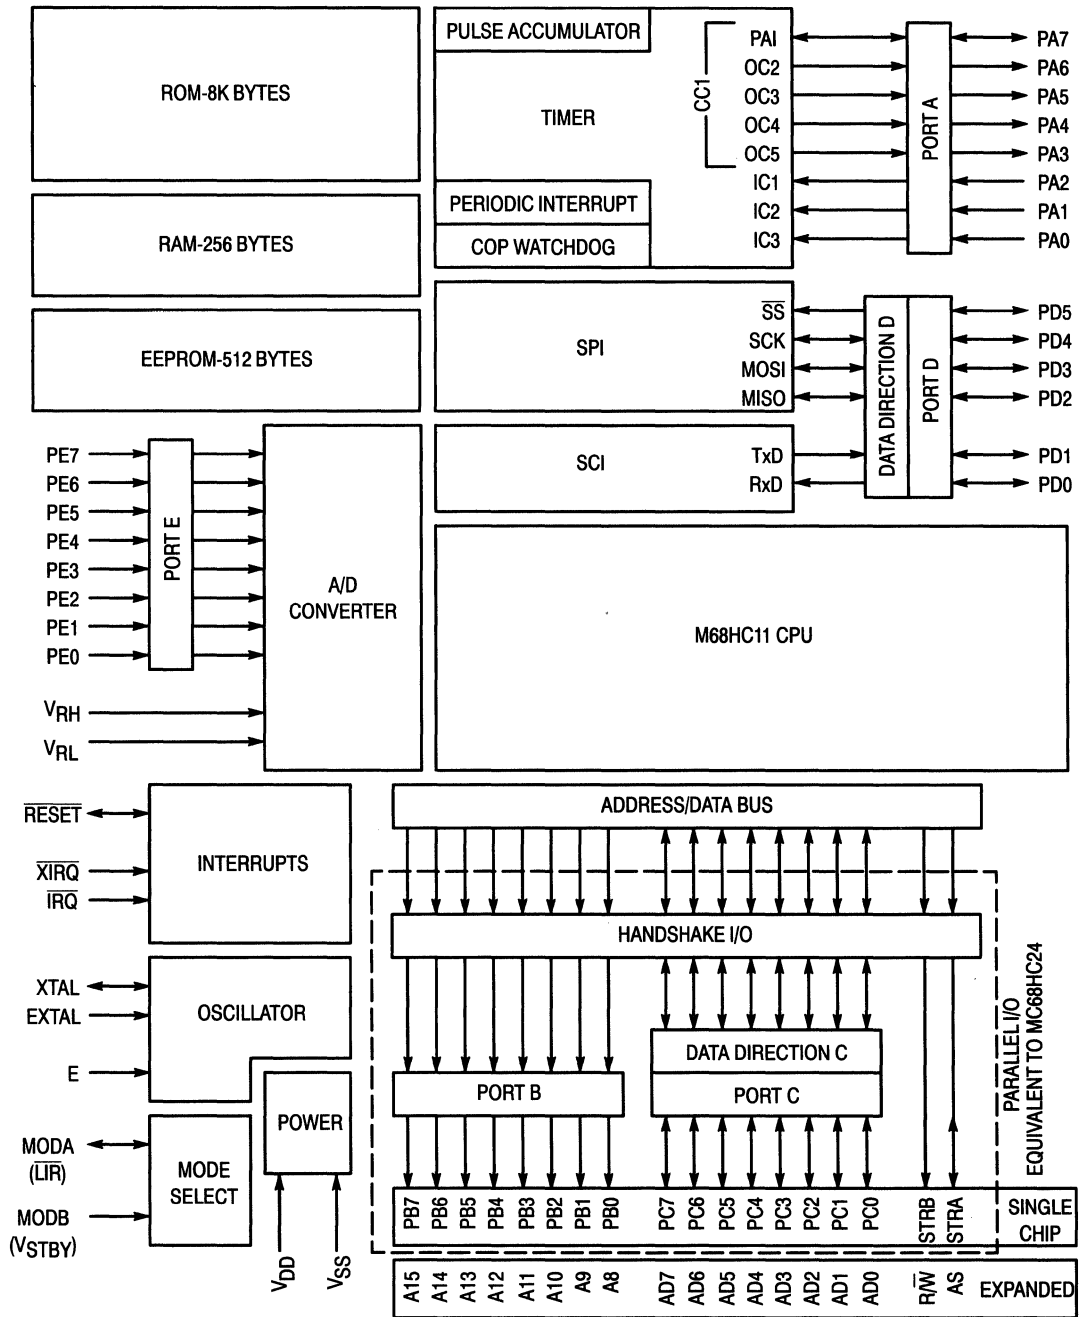 ROM-8K BYTES
RAM-256 BYTES
EEPROM-512 BYTES
PULSE ACCUMULATOR
TIMER
PERIODIC INTERRUPT
COP WATCHDOG
CC1
PAI
OC2
OC3
OC4
OC5
IC1
IC2
IC3
PORT A
PA7
PA6
PA5
PA4
PA3
PA2
PA1
PA0
SPI
SS
SCK
MOSI
MISO
SCI
TxD
RxD
DATA DIRECTION D
PORT D
PD5
PD4
PD3
PD2
PD1
PD0
PE7
PE6
PE5
PE4
PE3
PE2
PE1
PE0
PORT E
VRH
VRL
A/D
CONVERTER
M68HC11 CPU
RESET
XIRQ
IRQ
INTERRUPTS
XTAL
EXTAL
E
OSCILLATOR
POWER
VDD
VSS
MODA
(LIR)
MODB
(VSTBY)
MODE
SELECT
ADDRESS/DATA BUS
HANDSHAKE I/O
DATA DIRECTION C
PORT B
PORT C
PARALLEL I/O
EQUIVALENT TO MC68HC24
PB7
PB6
PB5
PB4
PB3
PB2
PB1
PB0
PC7
PC6
PC5
PC4
PC3
PC2
PC1
PC0
STRB
STRA
SINGLE
CHIP
A15
A14
A13
A12
A11
A10
A9
A8
AD7
AD6
AD5
AD4
AD3
AD2
AD1
AD0
R/W
AS
EXPANDED